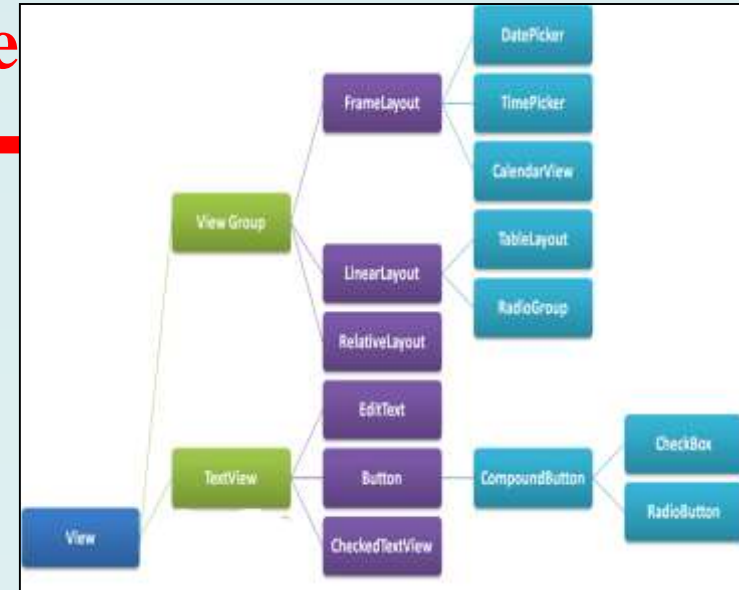 e
DatePicker
FrameLayout
TimePicker
CalendarView
View Group
TableLayout
LinearLayout
RadioGroup
RelativeLayout
EditText
CheckBox
TextView
Button
CompoundButton
RadioButton
View
CheckedTextView